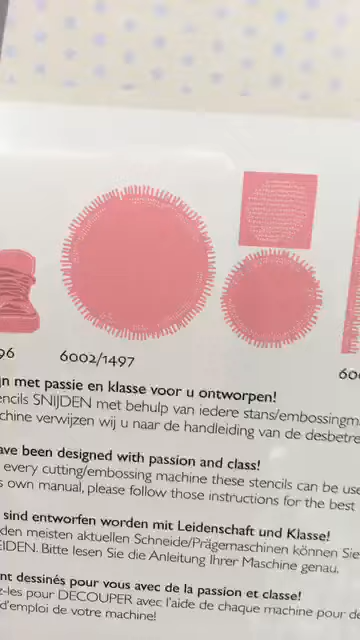 96
6002/1497
600
jn met passie en klasse voor u ontworpen!
encils SNIJDEN met behulp van iedere stans/embossingm
chine verwijzen wij u naar de handleiding van de desbetre
ave been designed with passion and class!
every cutting/embossing machine these stencils can be use
s own manual, please follow those instructions for the best
sind entworfen worden mit Leidenschaft und Klasse!
den meisten aktuellen Schneide/Prägemaschinen können Sie
EIDEN. Bitte lesen Sie die Anleitung Ihrer Maschine genau.
nt dessinés pour vous avec de la passion et classe!
z-les pour DECOUPER avec l'aide de chaque machine pour dé
d'emploi de votre machine!